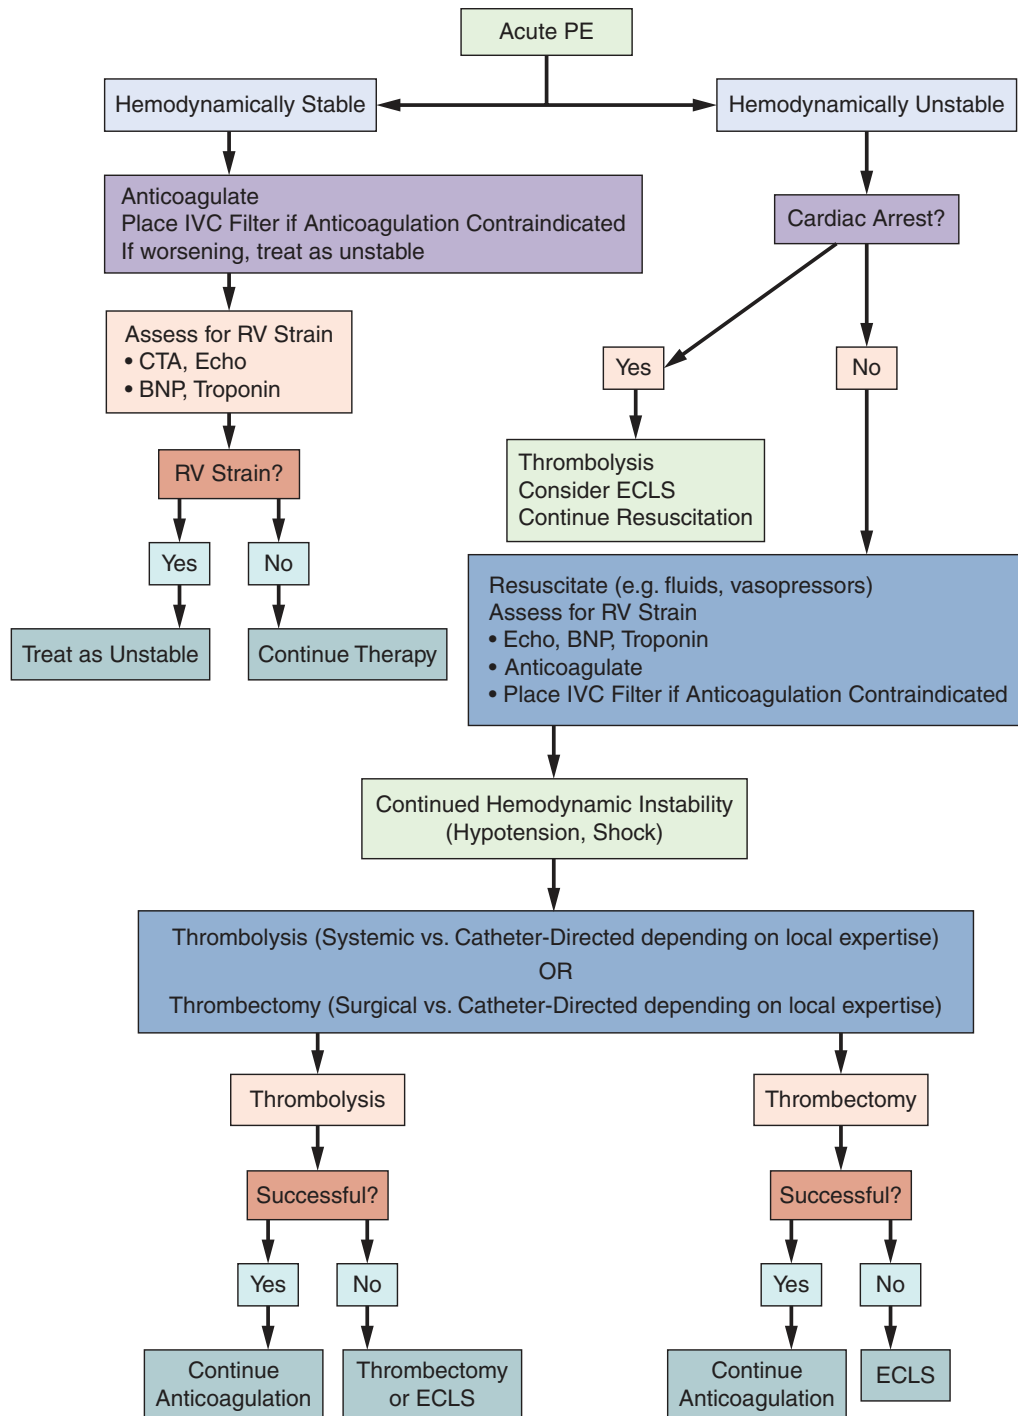 Acute PE
Hemodynamically Stable
Hemodynamically Unstable
Anticoagulate
Place IVC Filter if Anticoagulation Contraindicated
If worsening, treat as unstable
Cardiac Arrest?
Assess for RV Strain
• CTA, Echo
• BNP, Troponin
Yes
No
RV Strain?
Thrombolysis
Consider ECLS
Continue Resuscitation
Yes
No
Treat as Unstable
Continue Therapy
Resuscitate (e.g. fluids, vasopressors)
Assess for RV Strain
• Echo, BNP, Troponin
• Anticoagulate
• Place IVC Filter if Anticoagulation Contraindicated
Continued Hemodynamic Instability
(Hypotension, Shock)
Thrombolysis (Systemic vs. Catheter-Directed depending on local expertise)
OR
Thrombectomy (Surgical vs. Catheter-Directed depending on local expertise)
Thrombolysis
Thrombectomy
Successful?
Successful?
Yes
No
Yes
No
Continue
Anticoagulation
Thrombectomy
or ECLS
Continue
Anticoagulation
ECLS